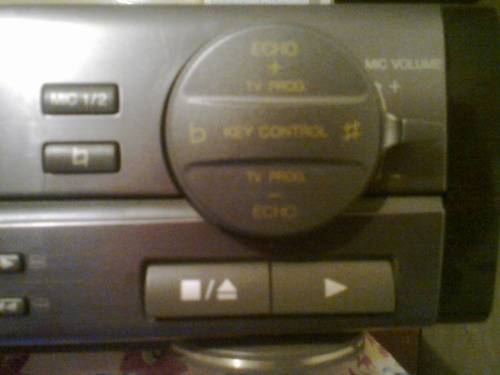 ECHO
+
TV PROG.
MIC VOLUME
+
MIC 1/2
♭ KEY CONTROL ♯
♮
TV PROG.
−
−
ECHO